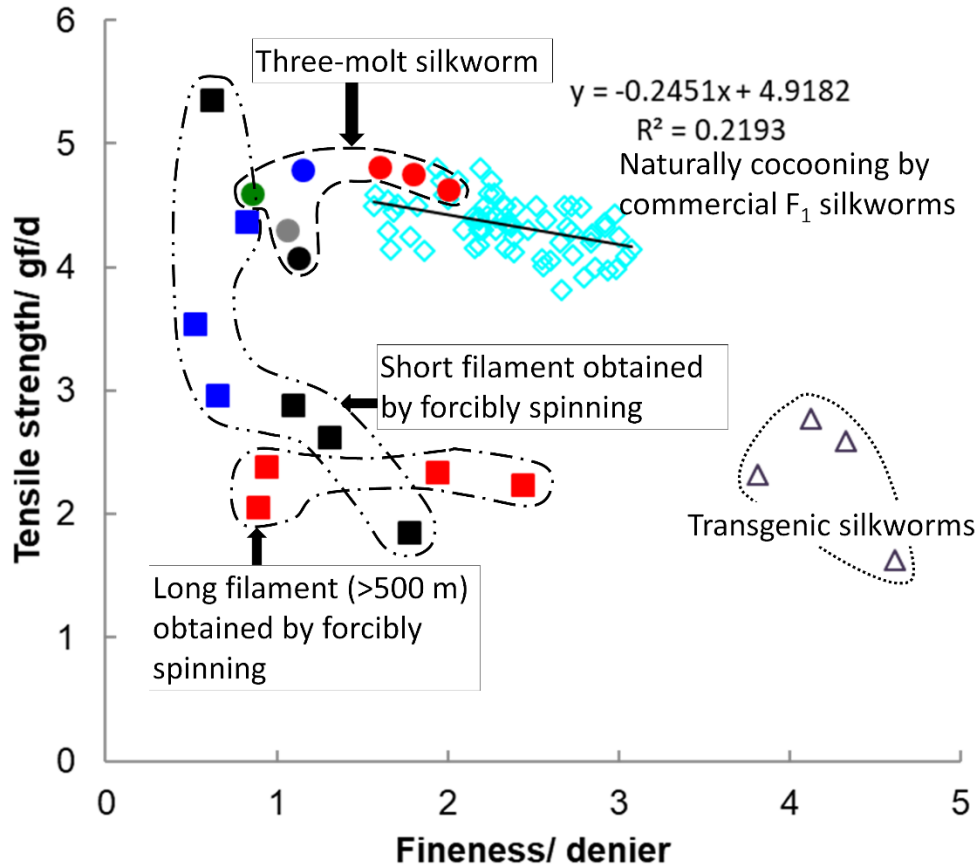 6
5
4
3
2
1
0
Tensile strength/ gf/d
Three-molt silkworm
y = -0.2451x + 4.9182
R² = 0.2193
Naturally cocooning by
commercial F₁ silkworms
Short filament obtained
by forcibly spinning
Transgenic silkworms
Long filament (>500 m)
obtained by forcibly
spinning
0 1 2 3 4 5
Fineness/ denier